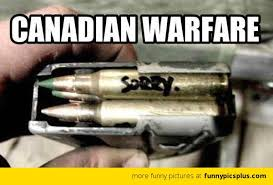 CANADIAN WARFARE
SORRY.
more funny pictures at funnypicsplus.com